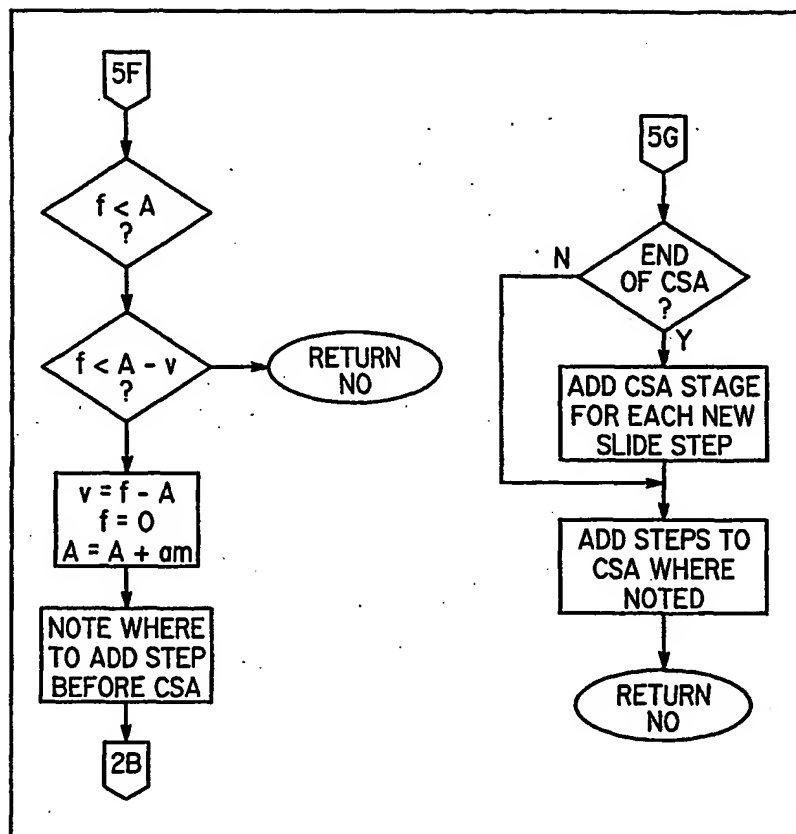 5F
f < A
?
f < A - v
?
RETURN
NO
v = f - A
f = 0
A = A + am
NOTE WHERE
TO ADD STEP
BEFORE CSA
2B
5G
N
END
OF CSA
?
Y
ADD CSA STAGE
FOR EACH NEW
SLIDE STEP
ADD STEPS TO
CSA WHERE
NOTED
RETURN
NO